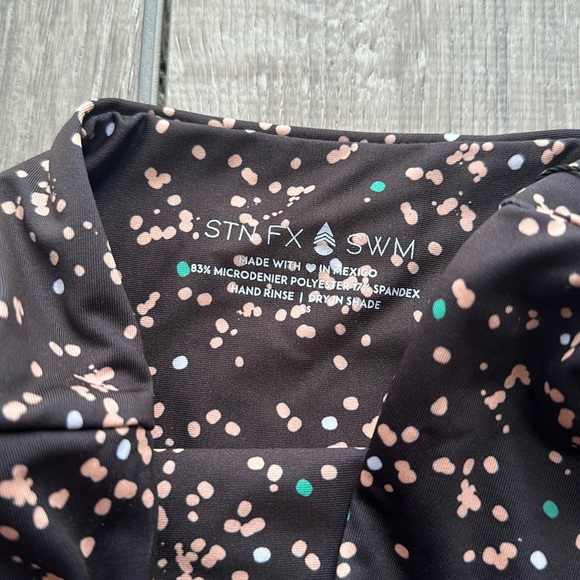 STN FX SWM
MADE WITH ♥ IN MEXICO
83% MICRODENIER POLYESTER 17% SPANDEX
HAND RINSE | DRY IN SHADE